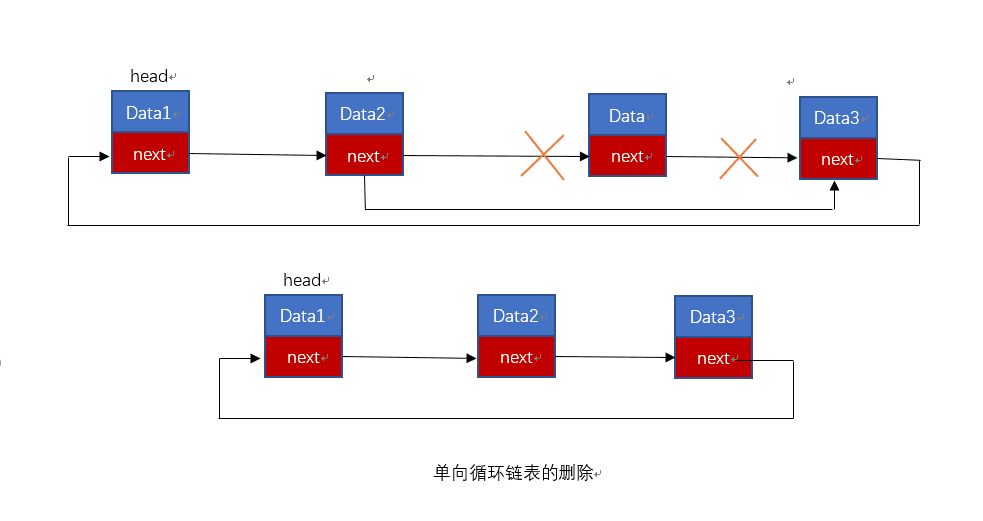 head
Data1 Data2 Data Data3
next next next next
head
Data1 Data2 Data3
next next next
单向循环链表的删除